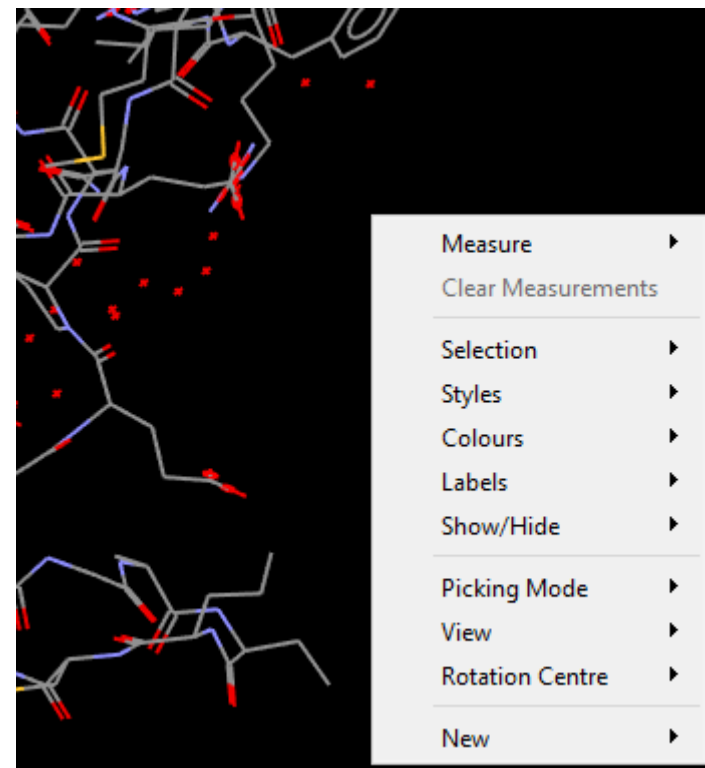 Measure
Clear Measurements
Selection
Styles
Colours
Labels
Show/Hide
Picking Mode
View
Rotation Centre
New